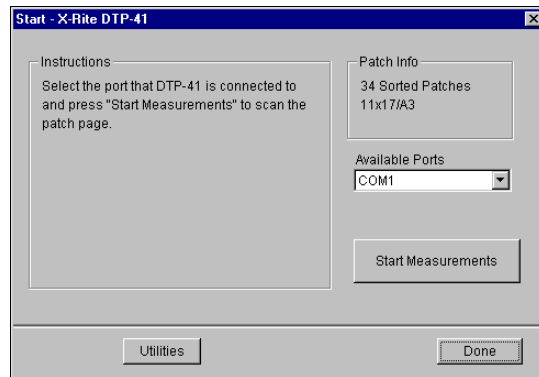 Start - X-Rite DTP-41
Instructions
Select the port that DTP-41 is connected to
and press "Start Measurements" to scan the
patch page.
Patch Info
34 Sorted Patches
11x17/A3
Available Ports
COM1
Start Measurements
Utilities
Done